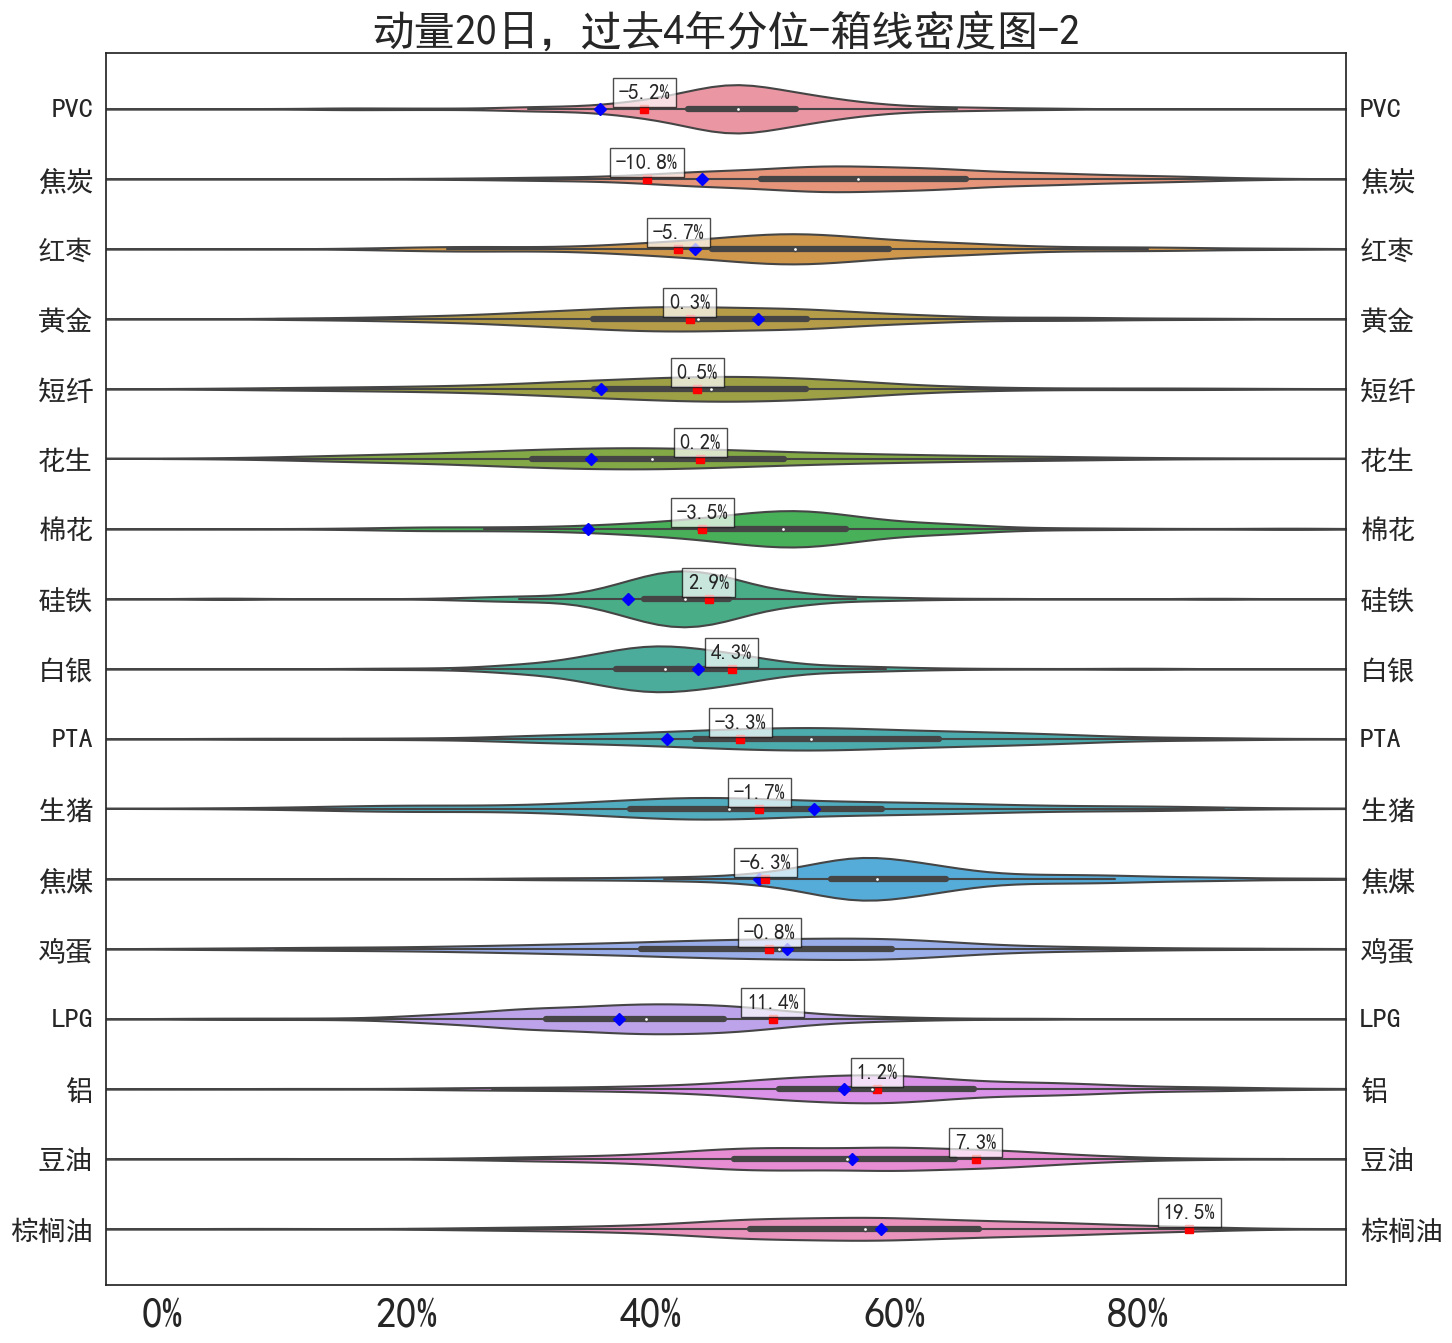 动量20日，过去4年分位-箱线密度图-2
PVC -5.2% PVC
焦炭 -10.8% 焦炭
红枣 -5.7% 红枣
黄金 0.3% 黄金
短纤 0.5% 短纤
花生 0.2% 花生
棉花 -3.5% 棉花
硅铁 2.9% 硅铁
白银 4.3% 白银
PTA -3.3% PTA
生猪 -1.7% 生猪
焦煤 -6.3% 焦煤
鸡蛋 -0.8% 鸡蛋
LPG 11.4% LPG
铝 1.2% 铝
豆油 7.3% 豆油
棕榈油 19.5% 棕榈油
0% 20% 40% 60% 80%